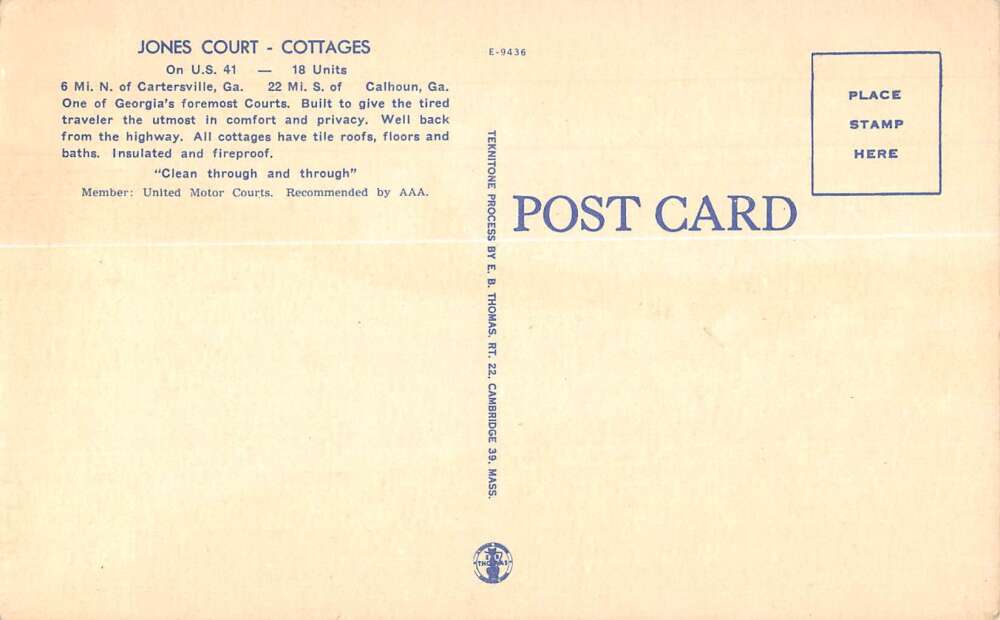 JONES COURT - COTTAGES
On U.S. 41 — 18 Units
6 Mi. N. of Cartersville, Ga. 22 Mi. S. of Calhoun, Ga.
One of Georgia's foremost Courts. Built to give the tired
traveler the utmost in comfort and privacy. Well back
from the highway. All cottages have tile roofs, floors and
baths. Insulated and fireproof.
"Clean through and through"
Member: United Motor Courts. Recommended by AAA.
E-9436
TEKNITONE PROCESS BY E. B. THOMAS, RT. 22, CAMBRIDGE 39, MASS.
POST CARD
PLACE
STAMP
HERE
THOMAS